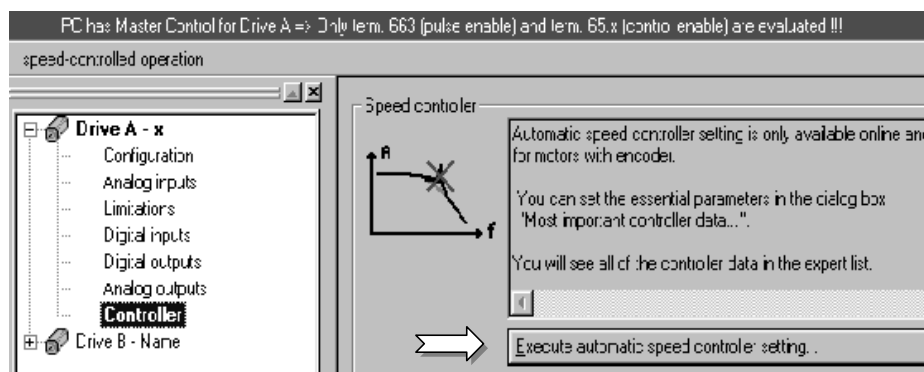 PC has Master Control for Drive A => Only term. 663 (pulse enable) and term. 65.x (control enable) are evaluated !!!
speed-controlled operation
Drive A - x
Configuration
Analog inputs
Limitations
Digital inputs
Digital outputs
Analog outputs
Controller
Drive B - Name
Speed controller
A
f
Automatic speed controller setting is only available online an
for motors with encoder.
You can set the essential parameters in the dialog box
"Most important controller data...".
You will see all of the controller data in the expert list.
Execute automatic speed controller setting...